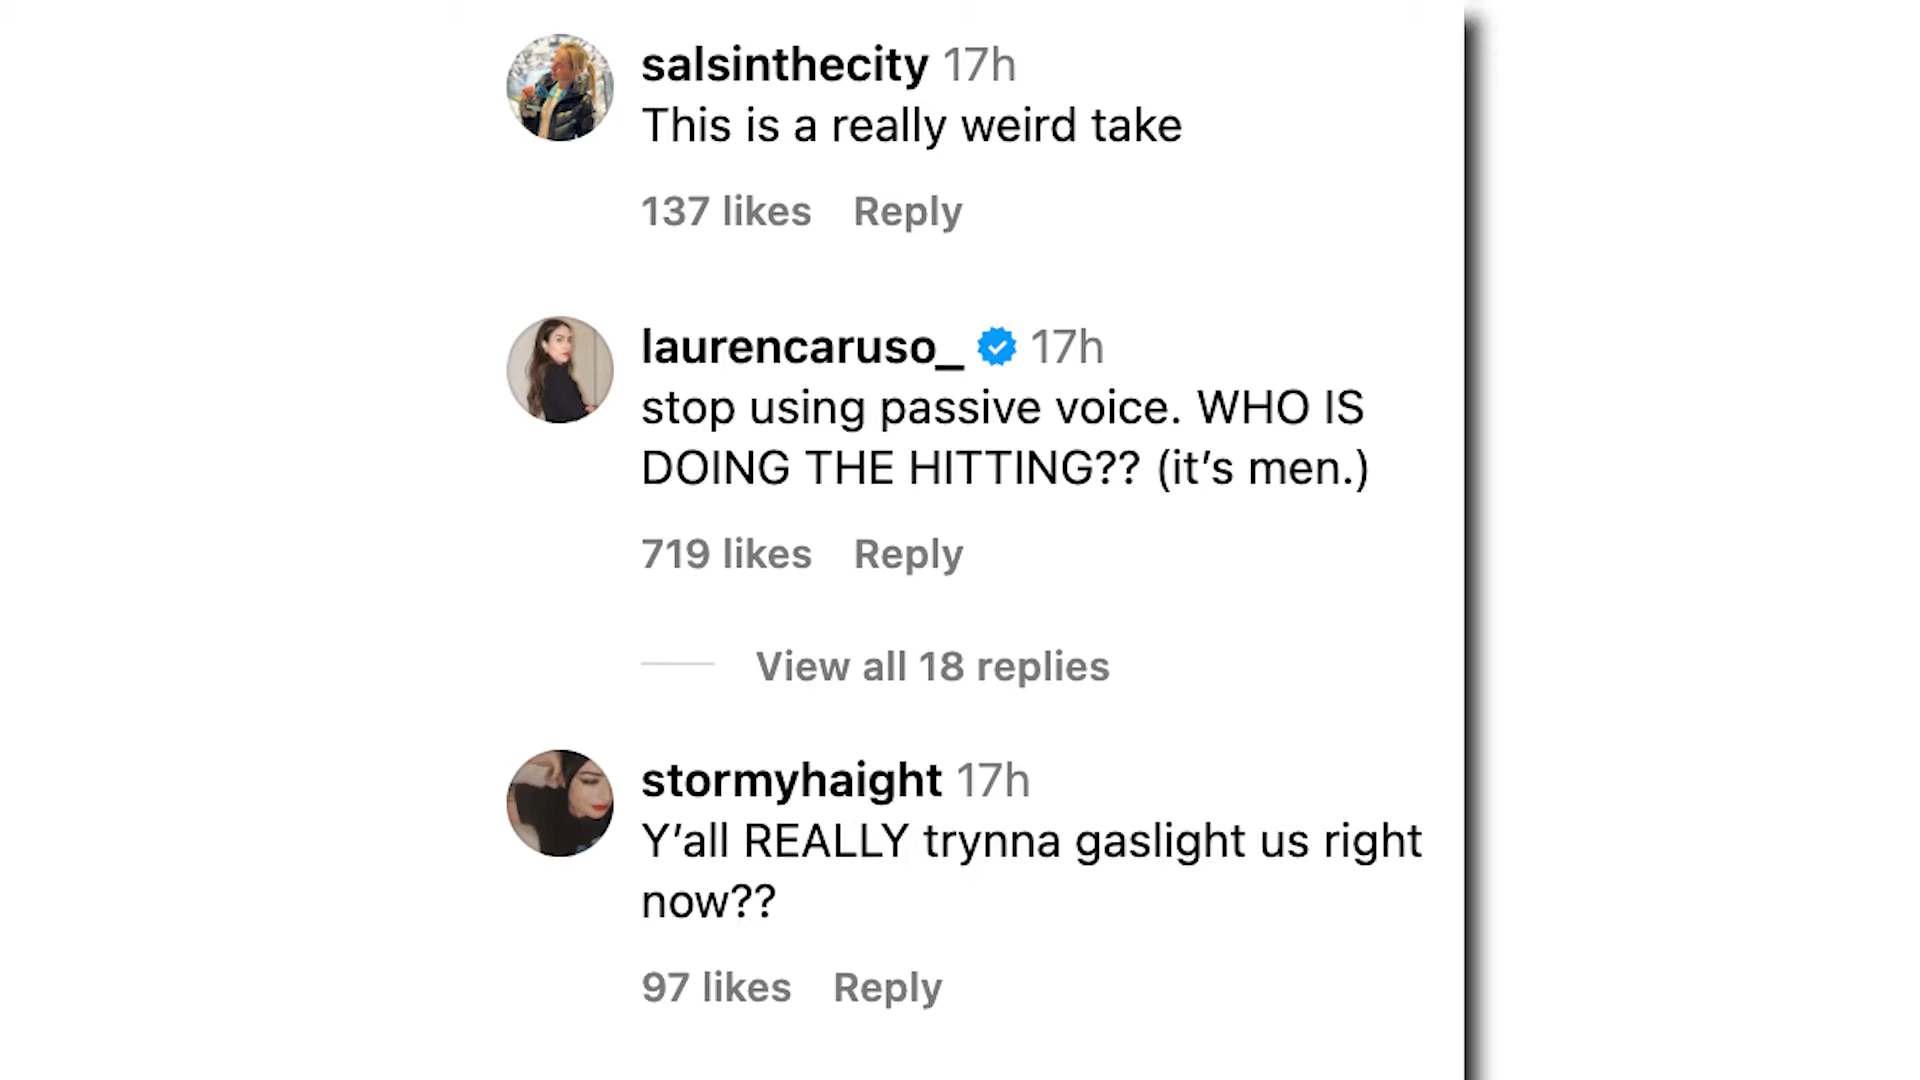 salsinthecity 17h
This is a really weird take
137 likes Reply
laurencaruso_ 17h
stop using passive voice. WHO IS
DOING THE HITTING?? (it’s men.)
719 likes Reply
View all 18 replies
stormyhaight 17h
Y’all REALLY trynna gaslight us right
now??
97 likes Reply